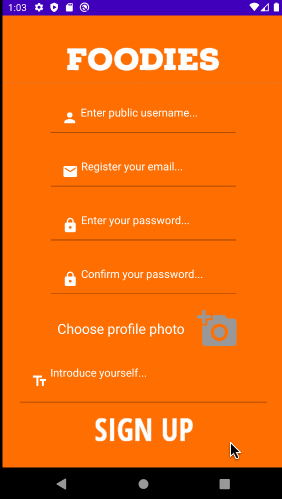 1:03
FOODIES
Enter public username...
Register your email...
Enter your password...
Confirm your password...
Choose profile photo
Introduce yourself...
SIGN UP